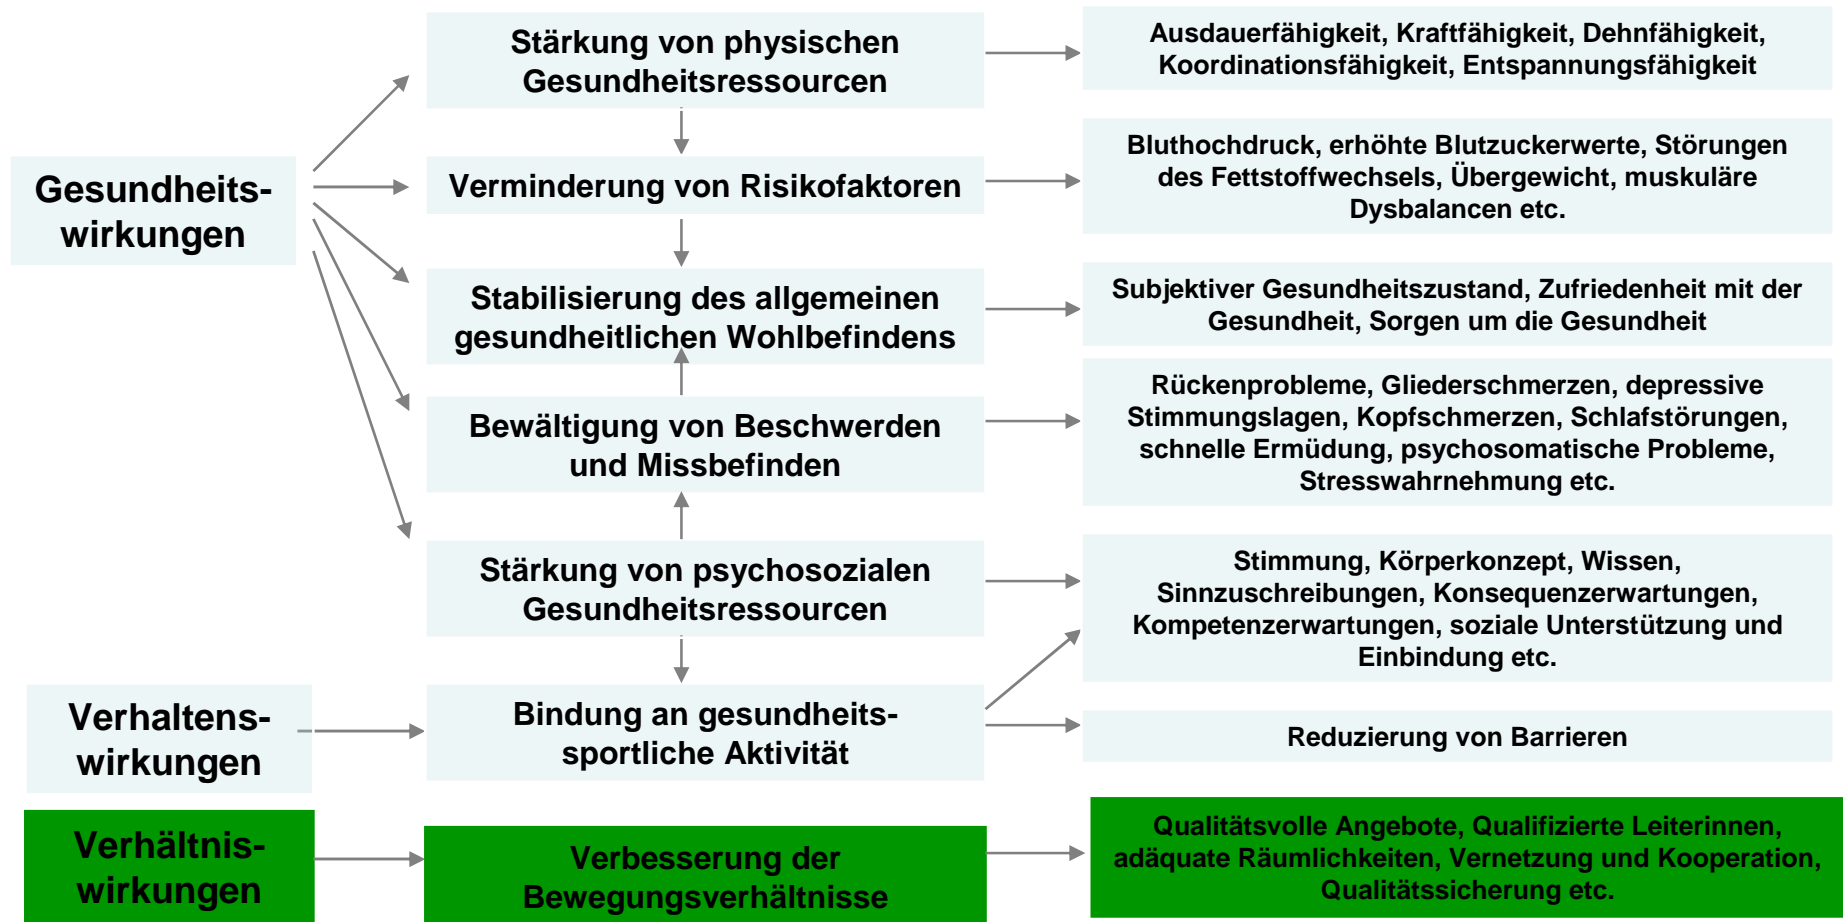 Stärkung von physischen
Gesundheitsressourcen
Ausdauerfähigkeit, Kraftfähigkeit, Dehnfähigkeit,
Koordinationsfähigkeit, Entspannungsfähigkeit
Gesundheits-
wirkungen
Verminderung von Risikofaktoren
Bluthochdruck, erhöhte Blutzuckerwerte, Störungen
des Fettstoffwechsels, Übergewicht, muskuläre
Dysbalancen etc.
Stabilisierung des allgemeinen
gesundheitlichen Wohlbefindens
Subjektiver Gesundheitszustand, Zufriedenheit mit der
Gesundheit, Sorgen um die Gesundheit
Bewältigung von Beschwerden
und Missbefinden
Rückenprobleme, Gliederschmerzen, depressive
Stimmungslagen, Kopfschmerzen, Schlafstörungen,
schnelle Ermüdung, psychosomatische Probleme,
Stresswahrnehmung etc.
Stärkung von psychosozialen
Gesundheitsressourcen
Stimmung, Körperkonzept, Wissen,
Sinnzuschreibungen, Konsequenzerwartungen,
Kompetenzerwartungen, soziale Unterstützung und
Einbindung etc.
Verhaltens-
wirkungen
Bindung an gesundheits-
sportliche Aktivität
Reduzierung von Barrieren
Verhältnis-
wirkungen
Verbesserung der
Bewegungsverhältnisse
Qualitätsvolle Angebote, Qualifizierte Leiterinnen,
adäquate Räumlichkeiten, Vernetzung und Kooperation,
Qualitätssicherung etc.